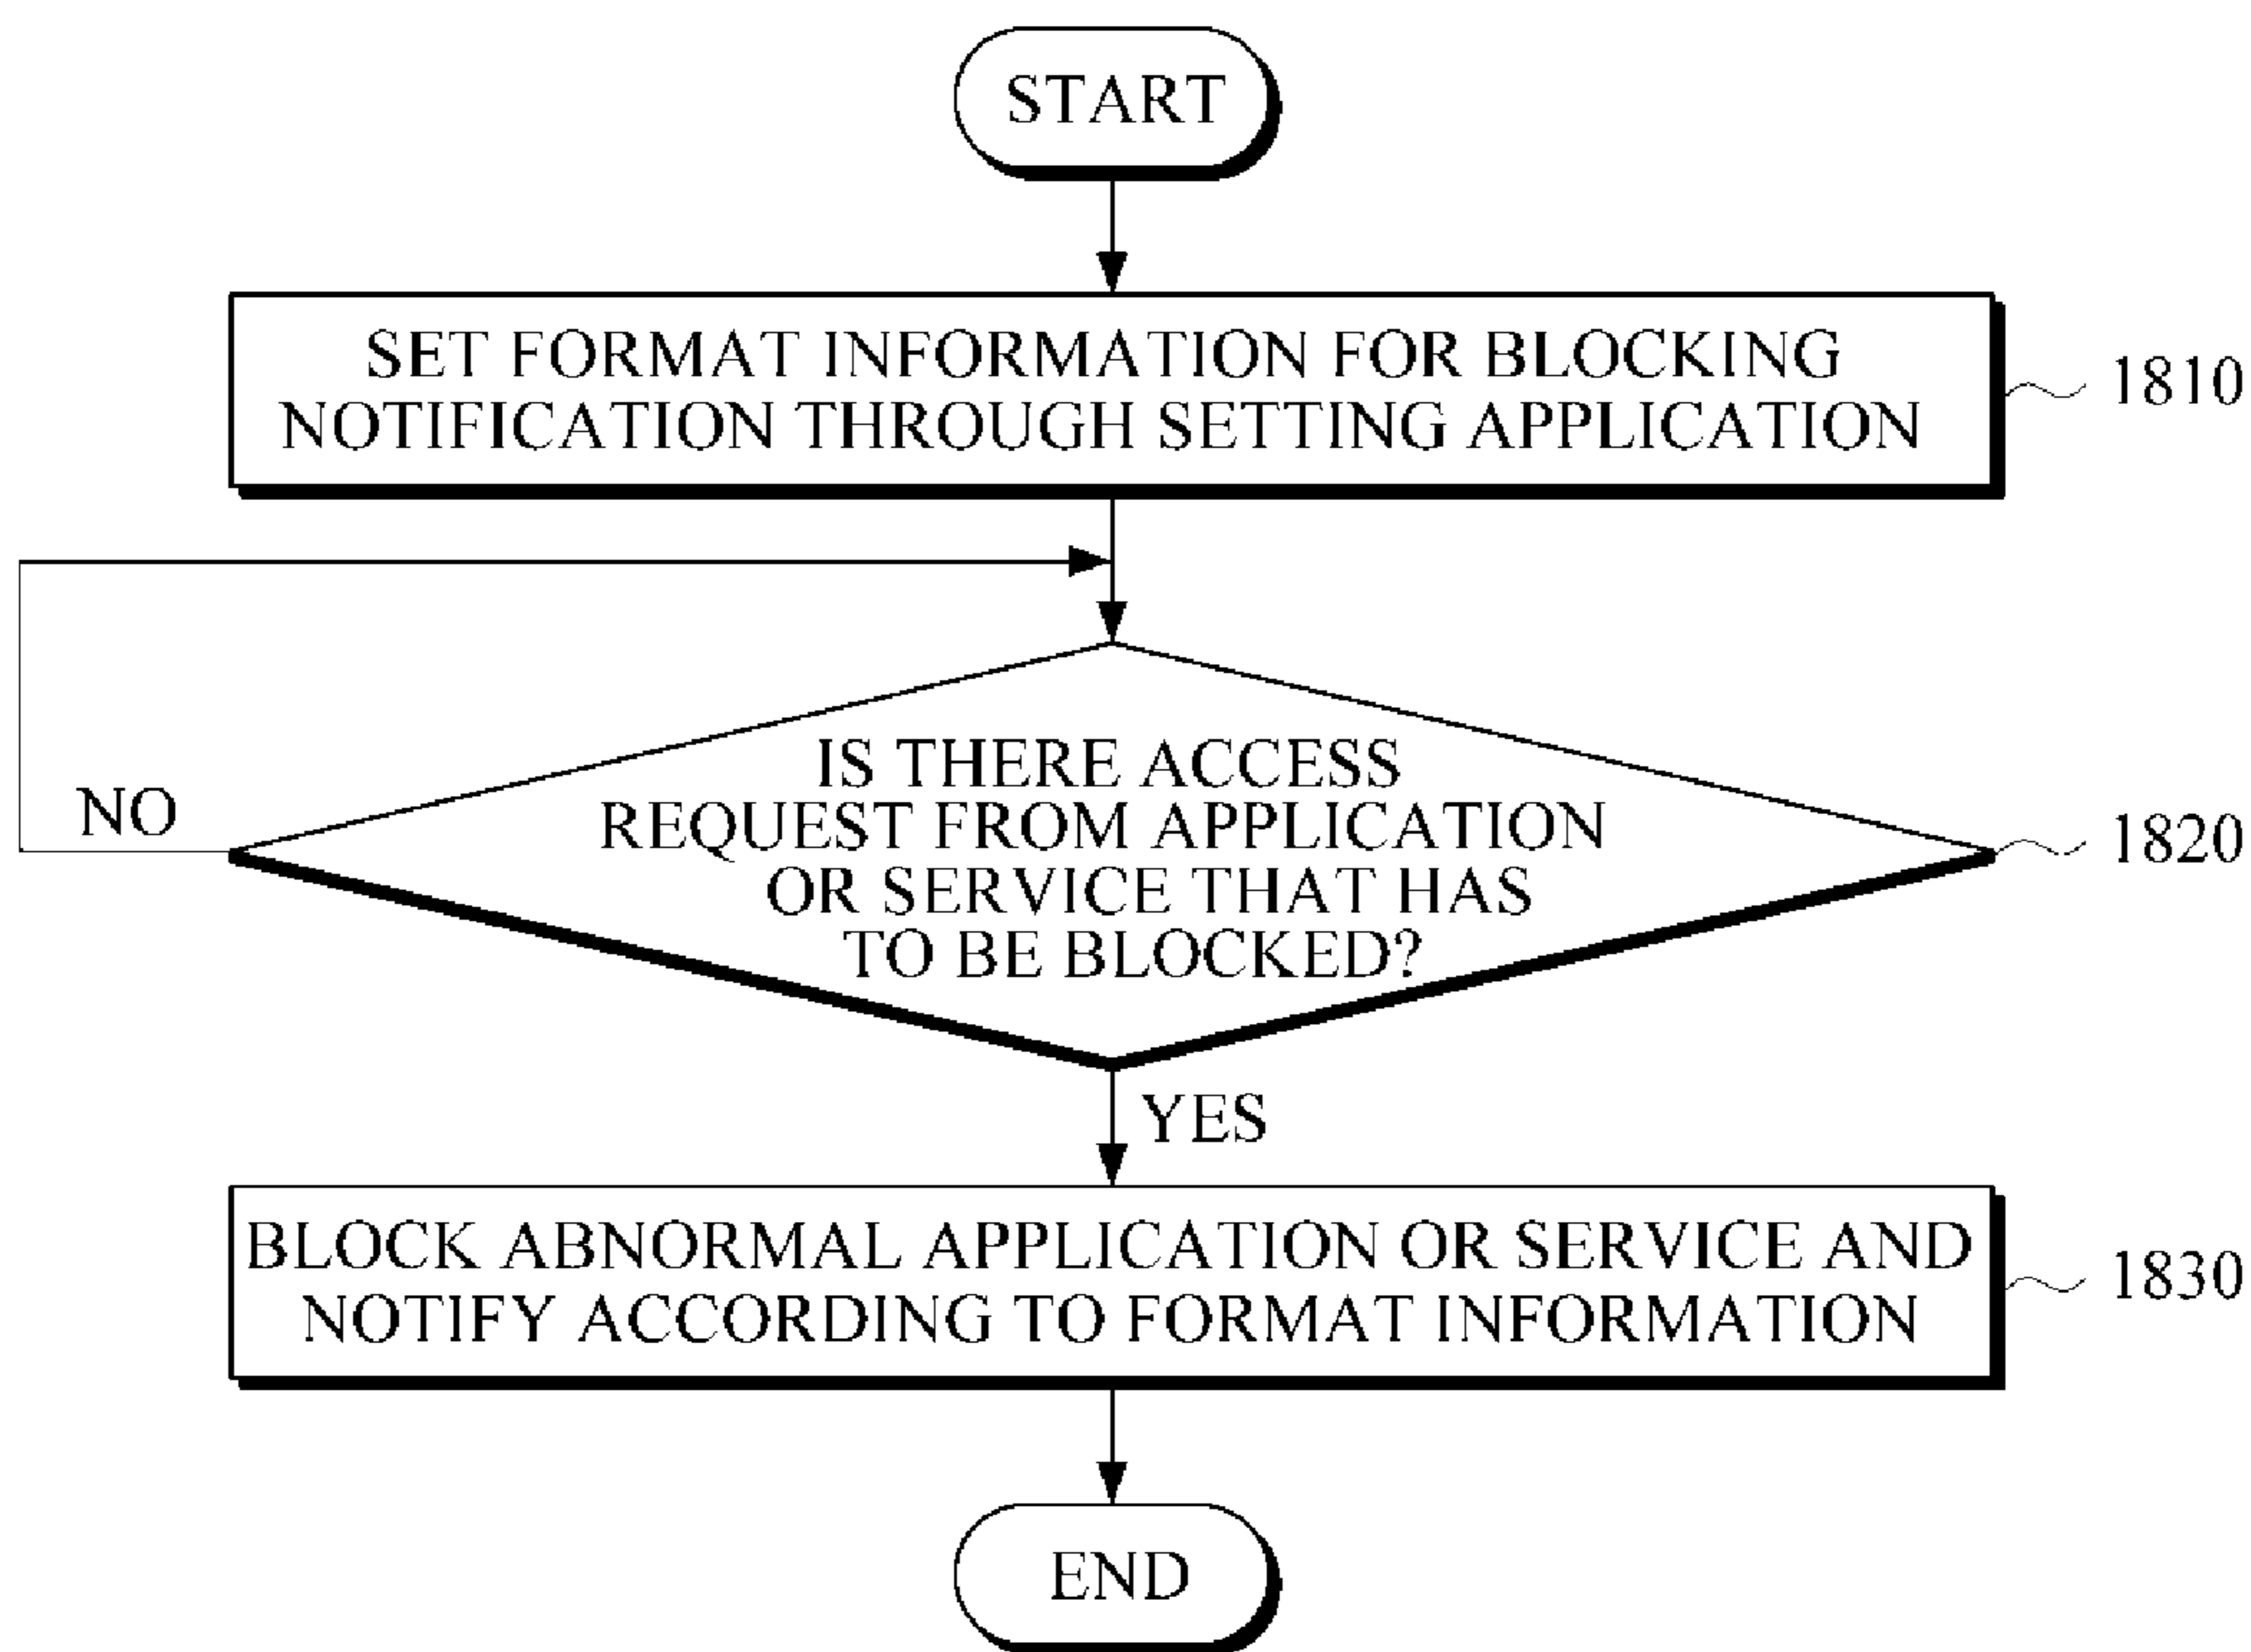 START
SET FORMAT INFORMATION FOR BLOCKING
NOTIFICATION THROUGH SETTING APPLICATION
1810
IS THERE ACCESS
REQUEST FROM APPLICATION
OR SERVICE THAT HAS
TO BE BLOCKED?
NO
1820
YES
BLOCK ABNORMAL APPLICATION OR SERVICE AND
NOTIFY ACCORDING TO FORMAT INFORMATION
1830
END